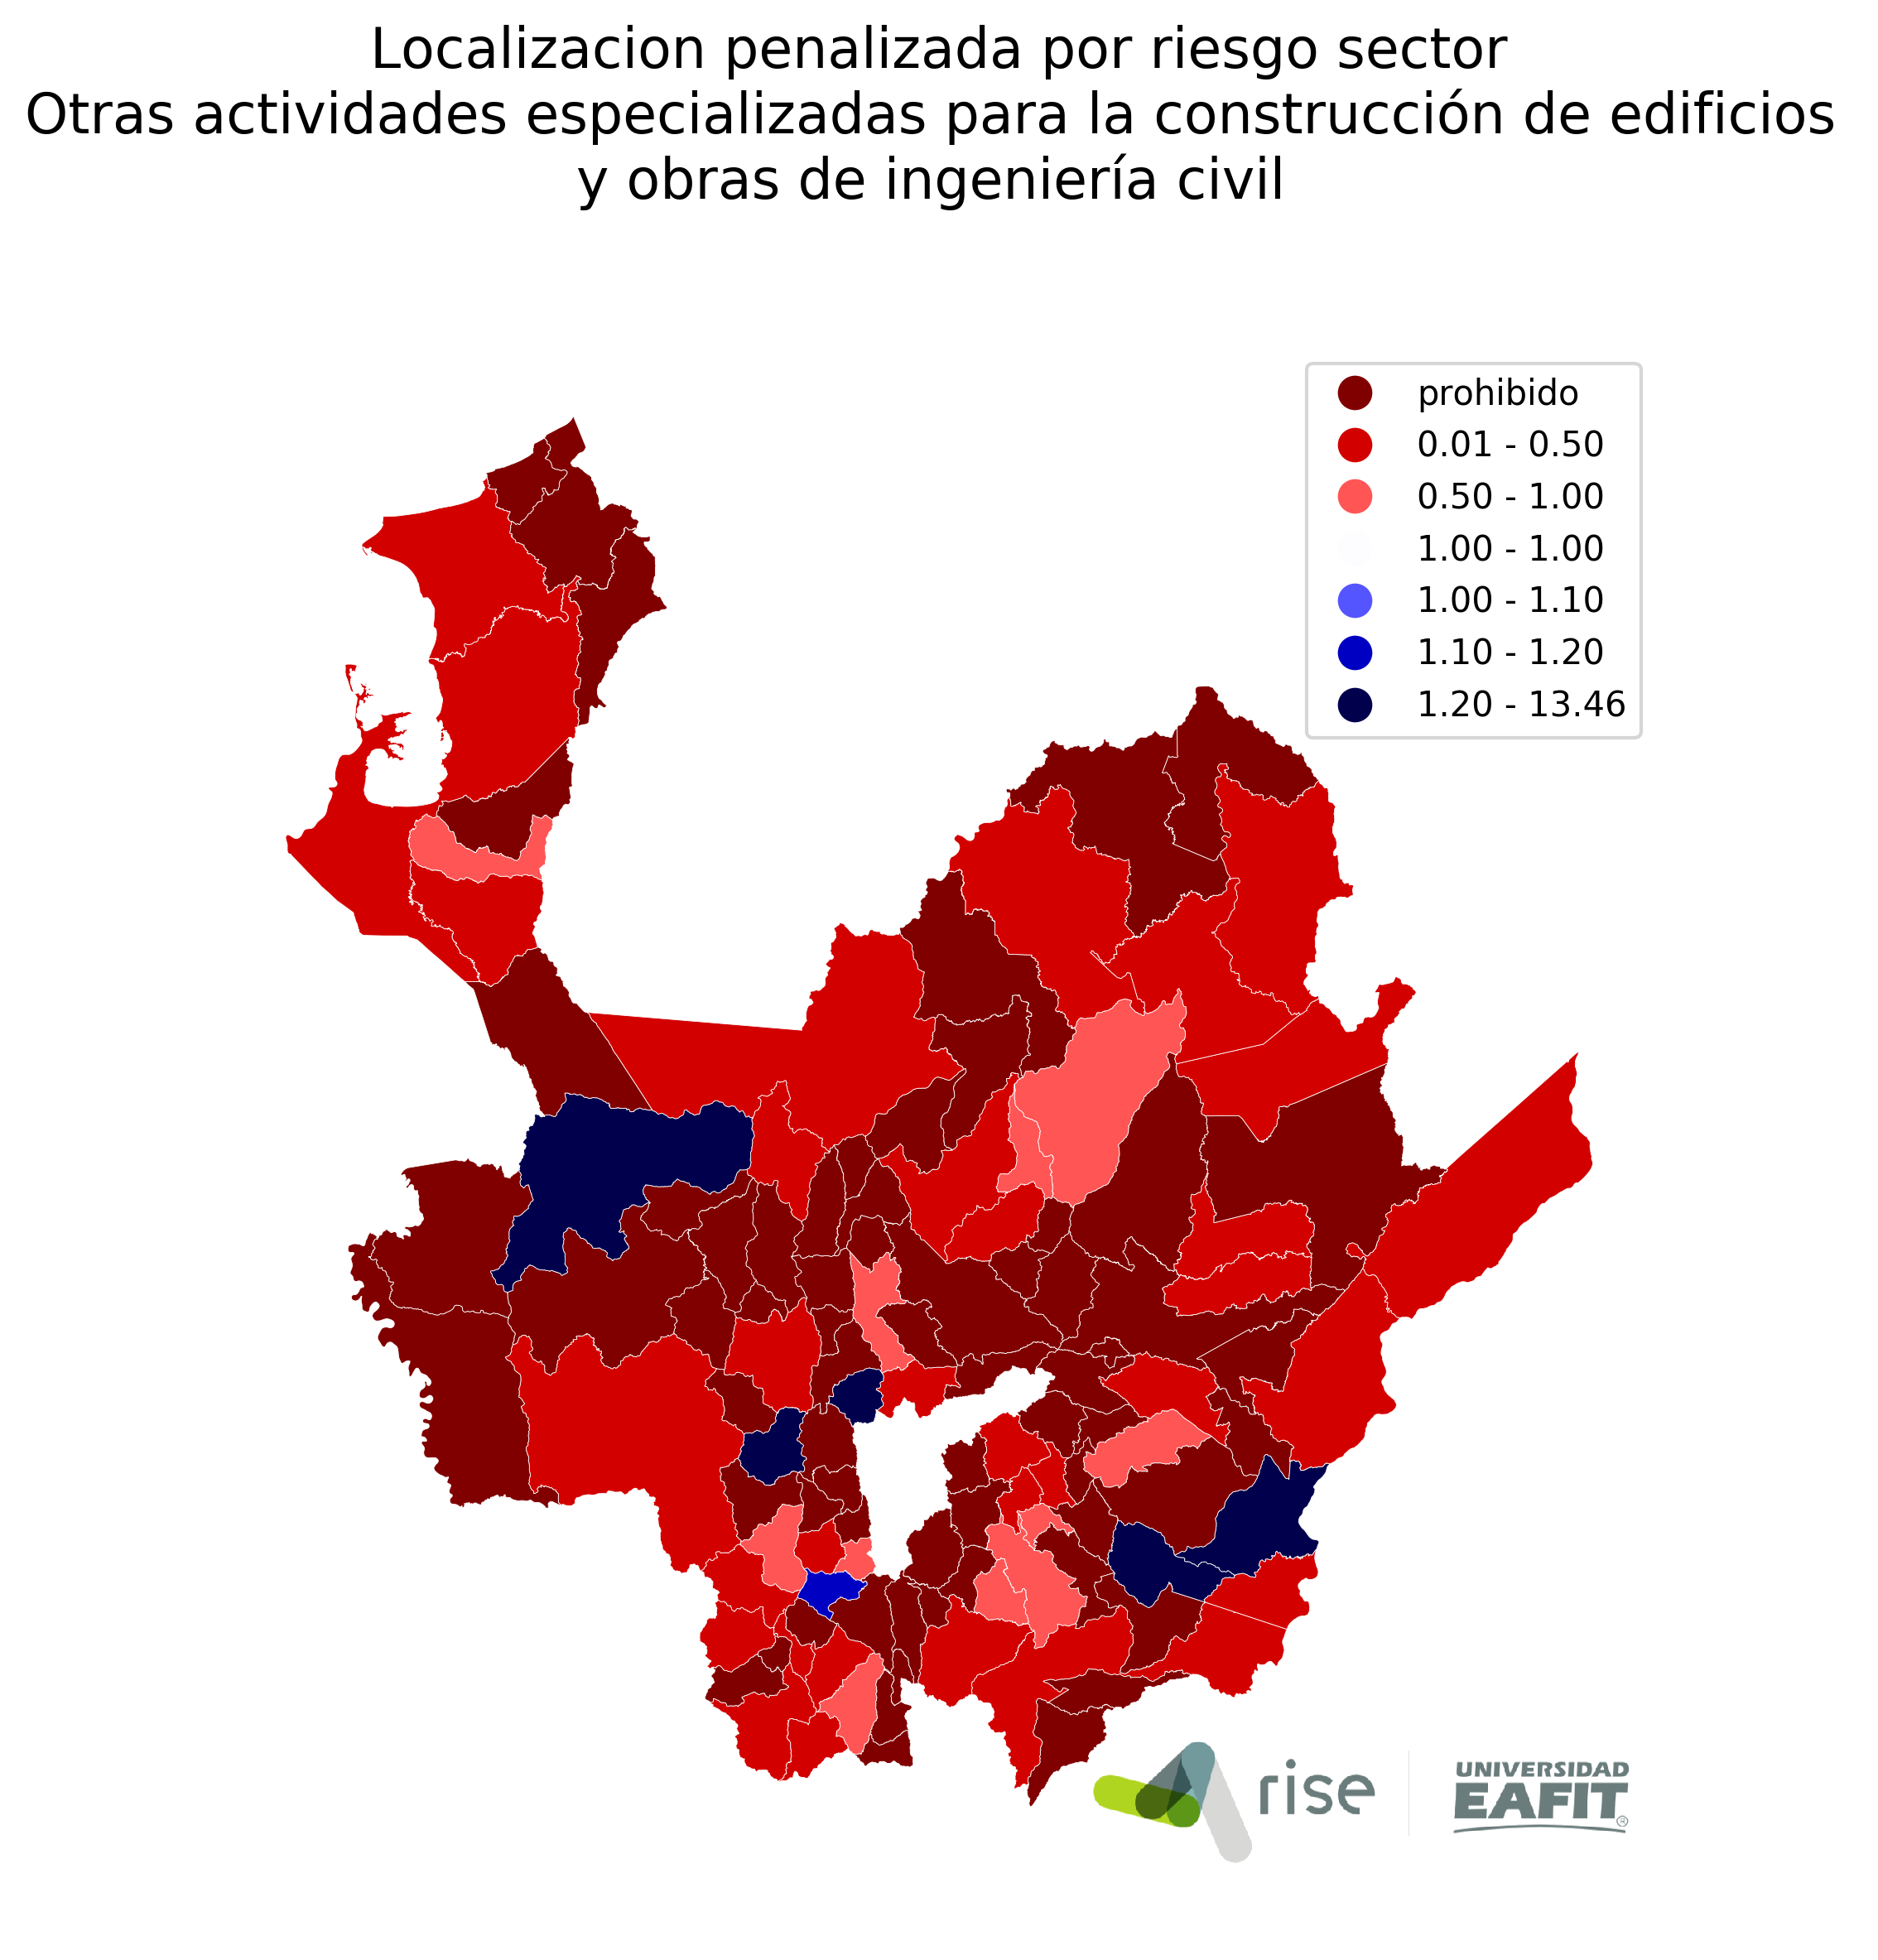 Localizacion penalizada por riesgo sector
Otras actividades especializadas para la construcción de edificios
y obras de ingeniería civil
prohibido
0.01 - 0.50
0.50 - 1.00
1.00 - 1.00
1.00 - 1.10
1.10 - 1.20
1.20 - 13.46
rise
UNIVERSIDAD
EAFIT®